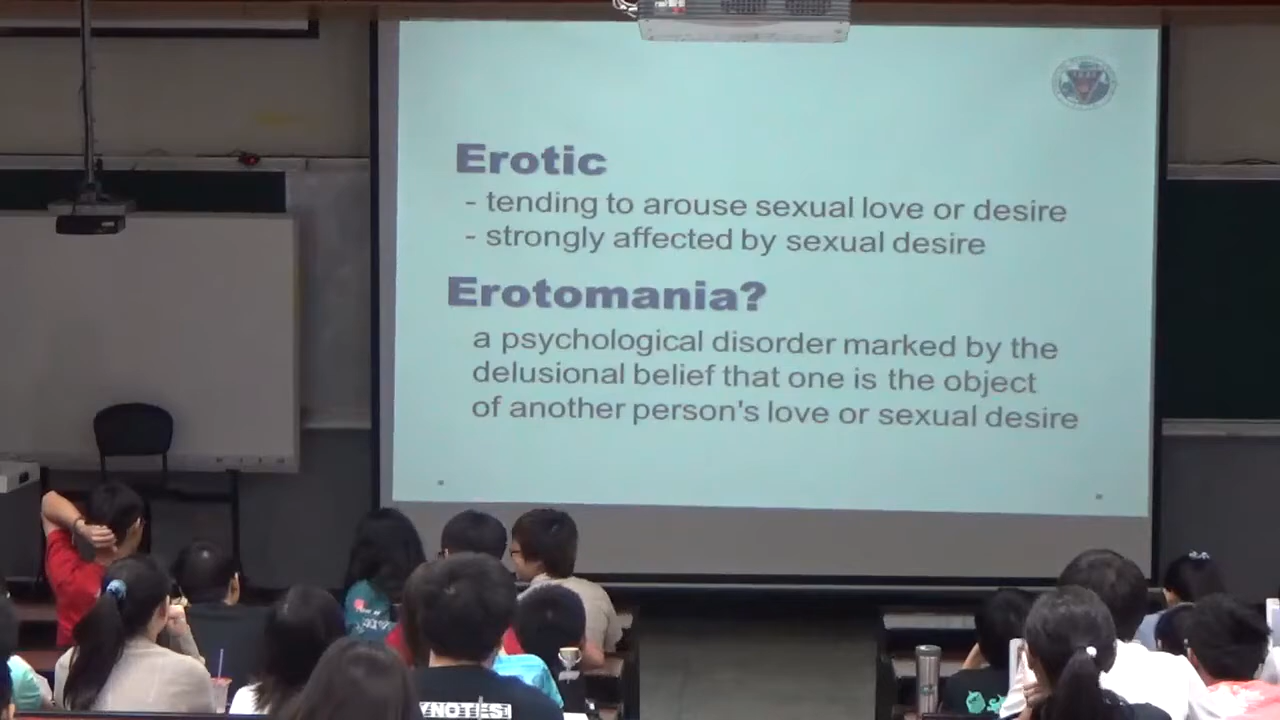 Erotic
- tending to arouse sexual love or desire
- strongly affected by sexual desire
Erotomania?
a psychological disorder marked by the
delusional belief that one is the object
of another person's love or sexual desire